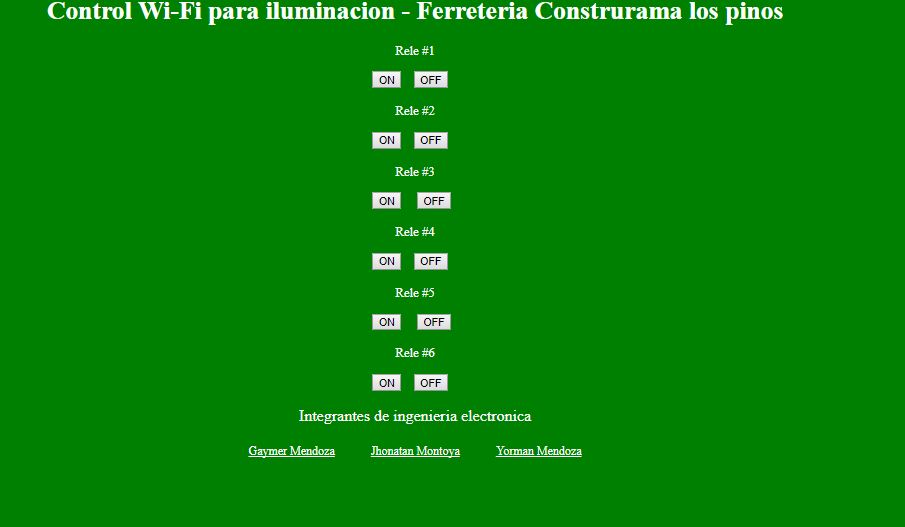 Control Wi-Fi para iluminacion - Ferreteria Construrama los pinos
Rele #1
ON OFF
Rele #2
ON OFF
Rele #3
ON OFF
Rele #4
ON OFF
Rele #5
ON OFF
Rele #6
ON OFF
Integrantes de ingenieria electronica
Gaymer Mendoza Jhonatan Montoya Yorman Mendoza